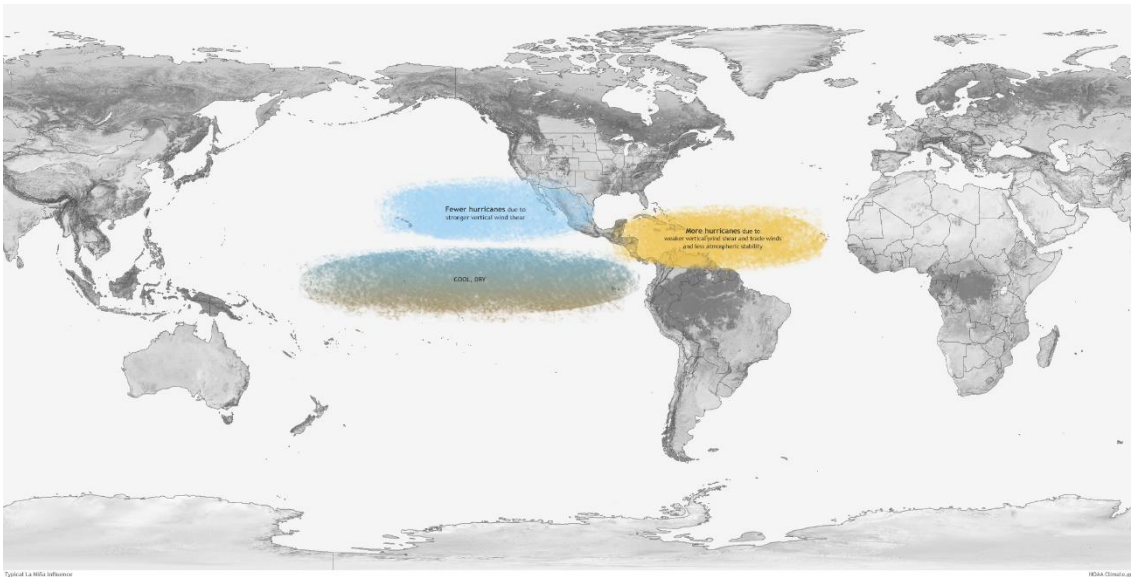 Fewer hurricanes due to
stronger vertical wind shear
More hurricanes due to
weaker vertical wind shear and trade-winds
and less atmospheric stability
COOL, DRY
Typical La Niña Influence
NOAA Climate.go